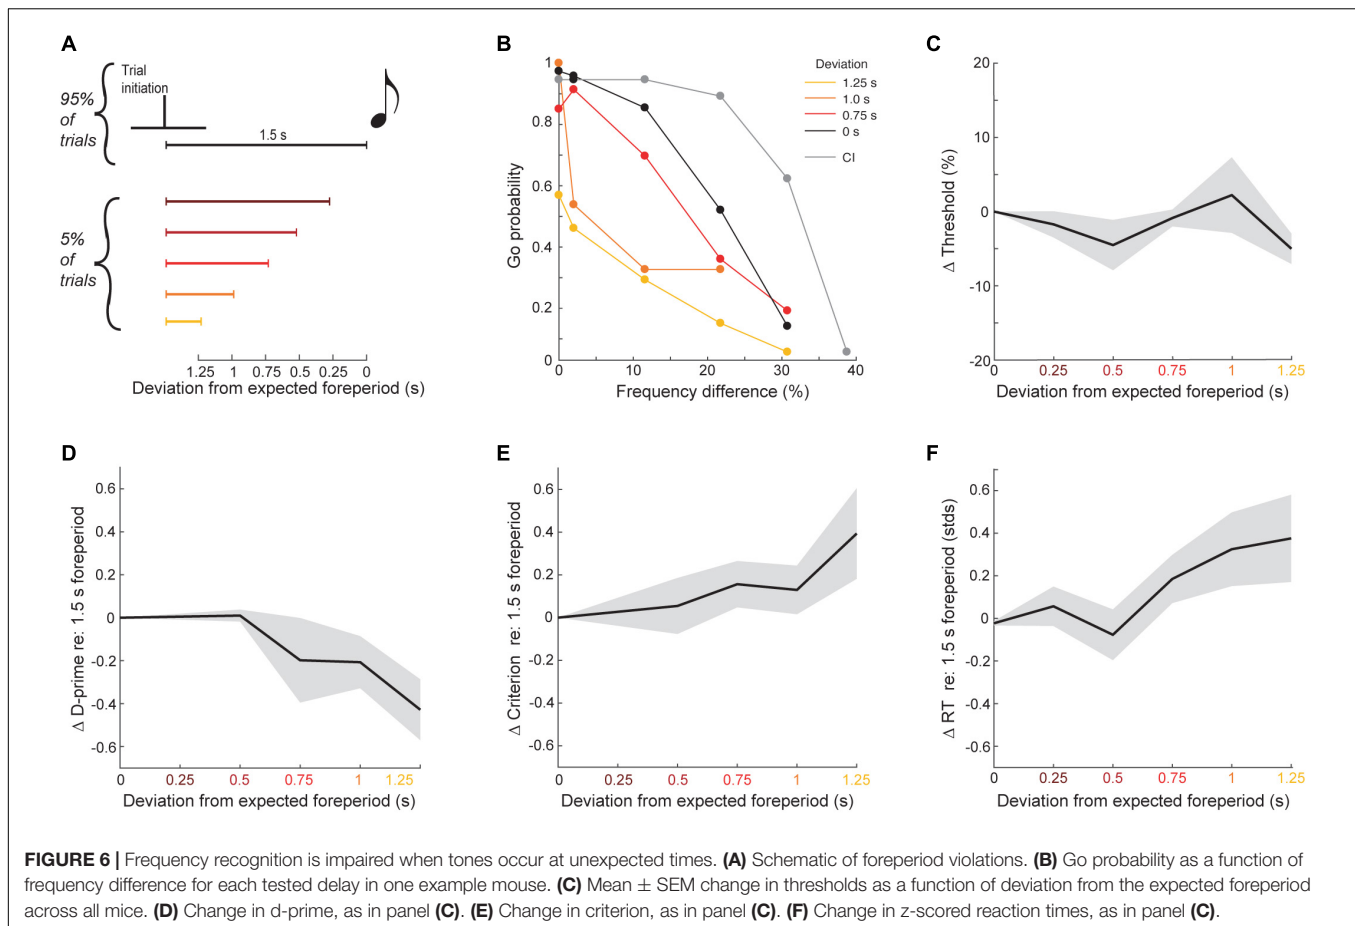 A
Trial
initiation
95%
of
trials
1.5 s
5%
of
trials
1.25 1 0.75 0.5 0.25 0
Deviation from expected foreperiod (s)
B
1
0.8
0.6
0.4
0.2
0
Go probability
0 10 20 30 40
Frequency difference (%)
Deviation
1.25 s
1.0 s
0.75 s
0 s
CI
C
20
10
0
-10
-20
Δ Threshold (%)
0 0.25 0.5 0.75 1 1.25
Deviation from expected foreperiod (s)
D
0.6
0.4
0.2
0
-0.2
-0.4
-0.6
Δ D-prime re: 1.5 s foreperiod
0 0.25 0.5 0.75 1 1.25
Deviation from expected foreperiod (s)
E
0.6
0.4
0.2
0
-0.2
-0.4
-0.6
Δ Criterion re: 1.5 s foreperiod
0 0.25 0.5 0.75 1 1.25
Deviation from expected foreperiod (s)
F
0.6
0.4
0.2
0
-0.2
-0.4
-0.6
Δ RT re: 1.5 s foreperiod (stds)
0 0.25 0.5 0.75 1 1.25
Deviation from expected foreperiod (s)
FIGURE 6 | Frequency recognition is impaired when tones occur at unexpected times. (A) Schematic of foreperiod violations. (B) Go probability as a function of
frequency difference for each tested delay in one example mouse. (C) Mean ± SEM change in thresholds as a function of deviation from the expected foreperiod
across all mice. (D) Change in d-prime, as in panel (C). (E) Change in criterion, as in panel (C). (F) Change in z-scored reaction times, as in panel (C).